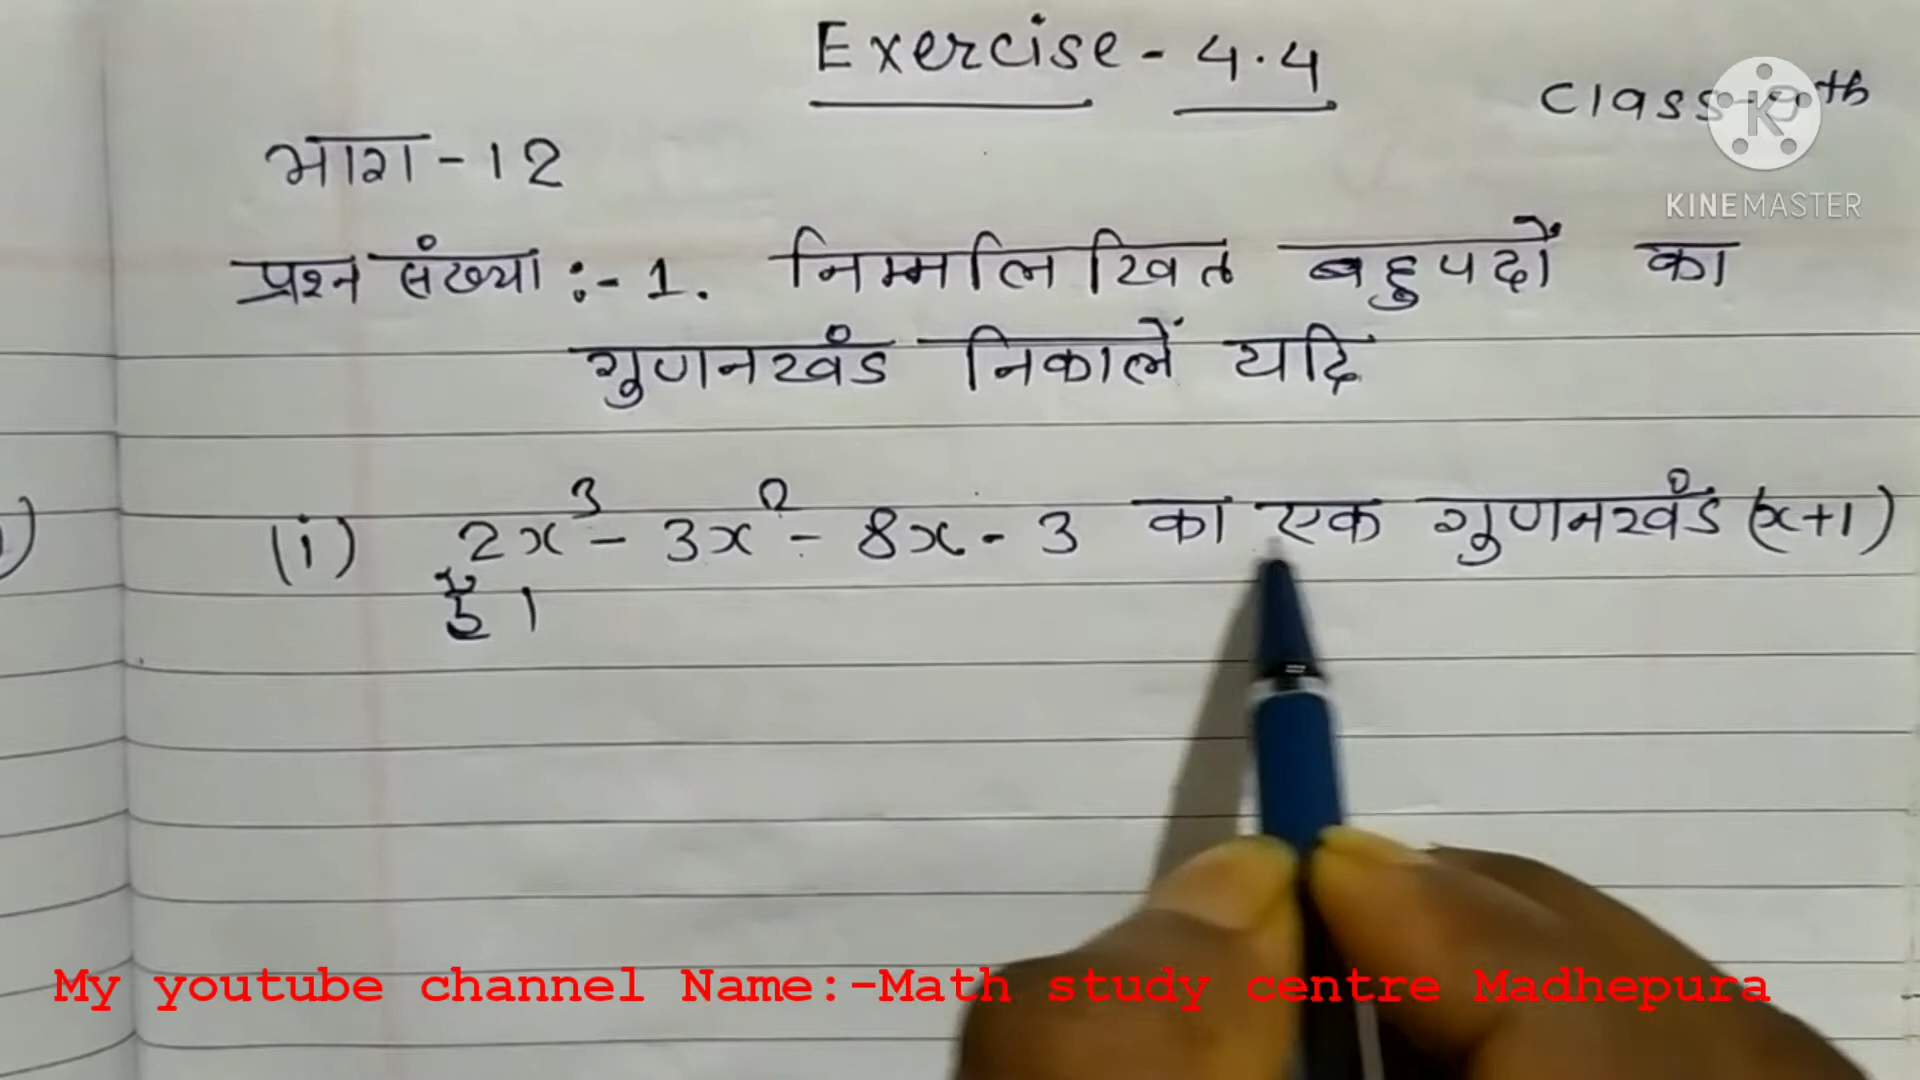 Exercise - 4.4
Class-9th
K
KINEMASTER
भाग - 12
प्रश्न संख्या :- 1. निम्मलिखित बहुपदों का
गुणनखंड निकालें यदि
(i) 2x³ - 3x² - 8x - 3 का एक गुणनखंड (x+1)
है।
My youtube channel Name:-Math study centre Madhepura